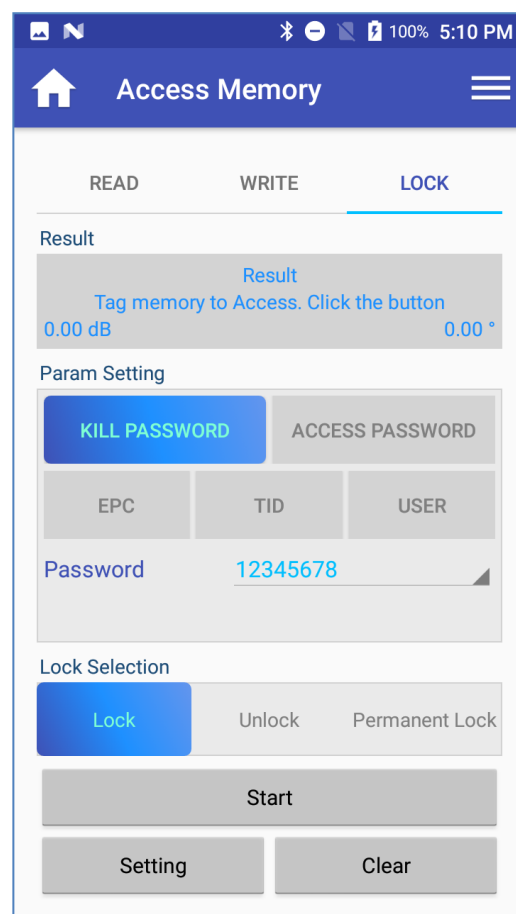 100% 5:10 PM
Access Memory
READ WRITE LOCK
Result
Result
Tag memory to Access. Click the button
0.00 dB 0.00 °
Param Setting
KILL PASSWORD ACCESS PASSWORD
EPC TID USER
Password 12345678
Lock Selection
Lock Unlock Permanent Lock
Start
Setting Clear